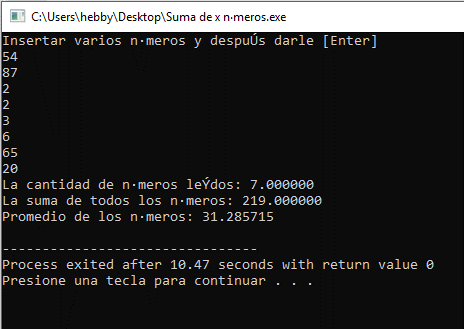 C:\Users\hebby\Desktop\Suma de x n·meros.exe
Insertar varios n·meros y despuÚs darle [Enter]
54
87
2
2
3
6
65
20
La cantidad de n·meros leÝdos: 7.000000
La suma de todos los n·meros: 219.000000
Promedio de los n·meros: 31.285715
--------------------------------
Process exited after 10.47 seconds with return value 0
Presione una tecla para continuar . . .